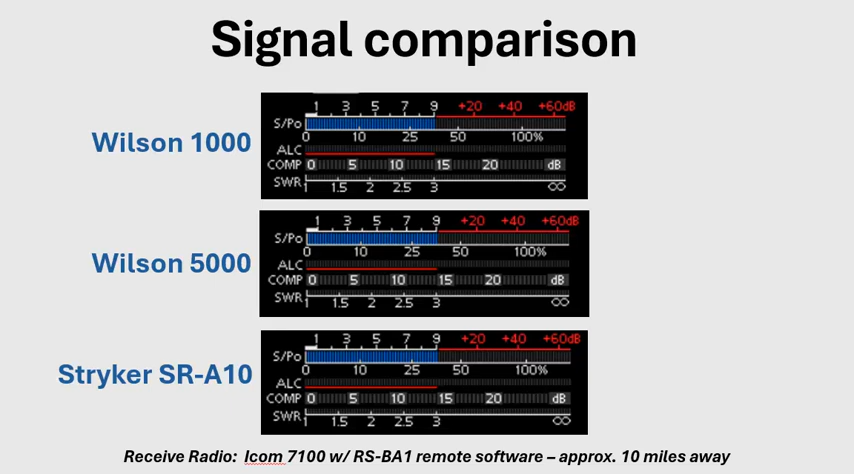 Signal comparison
Wilson 1000
1 3 5 7 9 +20 +40 +60dB
S/Po
0 10 25 50 100%
ALC
COMP 0 5 10 15 20 dB
SWR 1 1.5 2 2.5 3 ∞
Wilson 5000
1 3 5 7 9 +20 +40 +60dB
S/Po
0 10 25 50 100%
ALC
COMP 0 5 10 15 20 dB
SWR 1 1.5 2 2.5 3 ∞
Stryker SR-A10
1 3 5 7 9 +20 +40 +60dB
S/Po
0 10 25 50 100%
ALC
COMP 0 5 10 15 20 dB
SWR 1 1.5 2 2.5 3 ∞
Receive Radio: Icom 7100 w/ RS-BA1 remote software – approx. 10 miles away